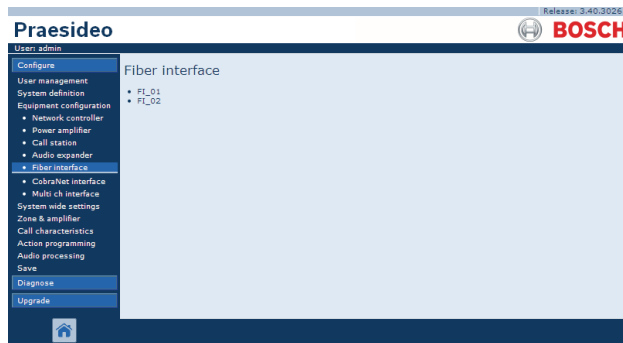 Release: 3.40.3026
Praesideo
BOSCH
User: admin
Configure
User management
System definition
Equipment configuration
• Network controller
• Power amplifier
• Call station
• Audio expander
• Fiber interface
• CobraNet interface
• Multi ch interface
System wide settings
Zone & amplifier
Call characteristics
Action programming
Audio processing
Save
Diagnose
Upgrade
Fiber interface
• FI_01
• FI_02